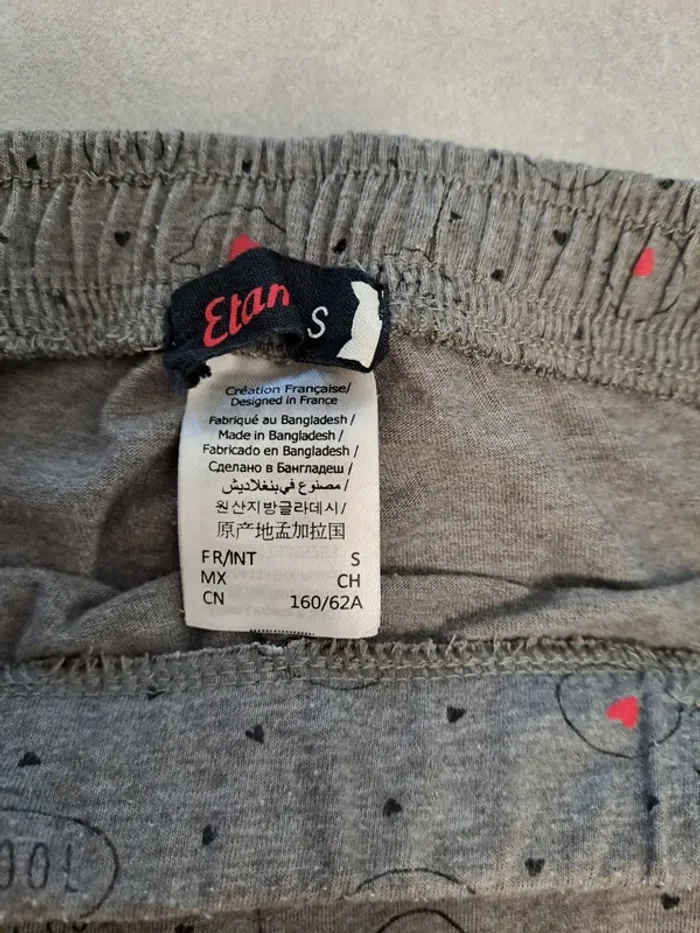 Etam
S
Création Française/
Designed in France
Fabriqué au Bangladesh /
Made in Bangladesh /
Fabricado en Bangladesh /
Сделано в Бангладеш /
مصنوع في بنغلاديش /
원산지방글라데시/
原产地孟加拉国
FR/INT S
MX CH
CN 160/62A